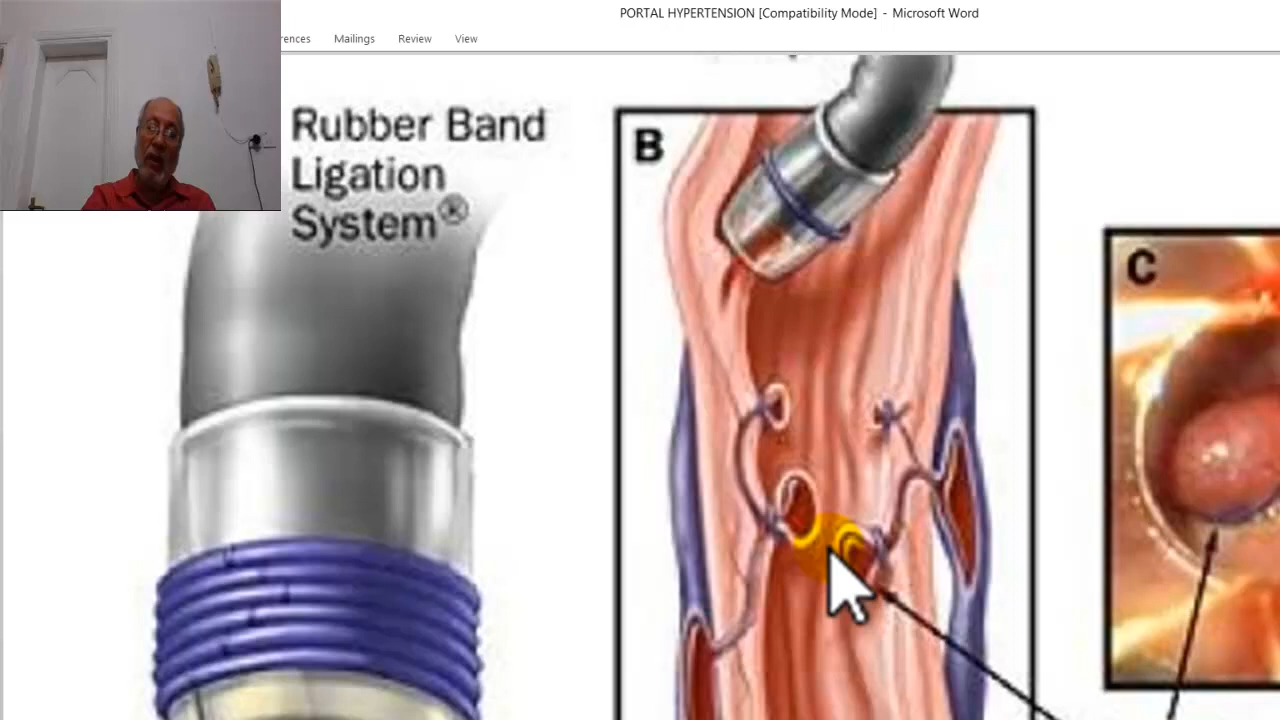 PORTAL HYPERTENSION [Compatibility Mode] - Microsoft Word
rences Mailings Review View
Rubber Band
Ligation
System®
B
C